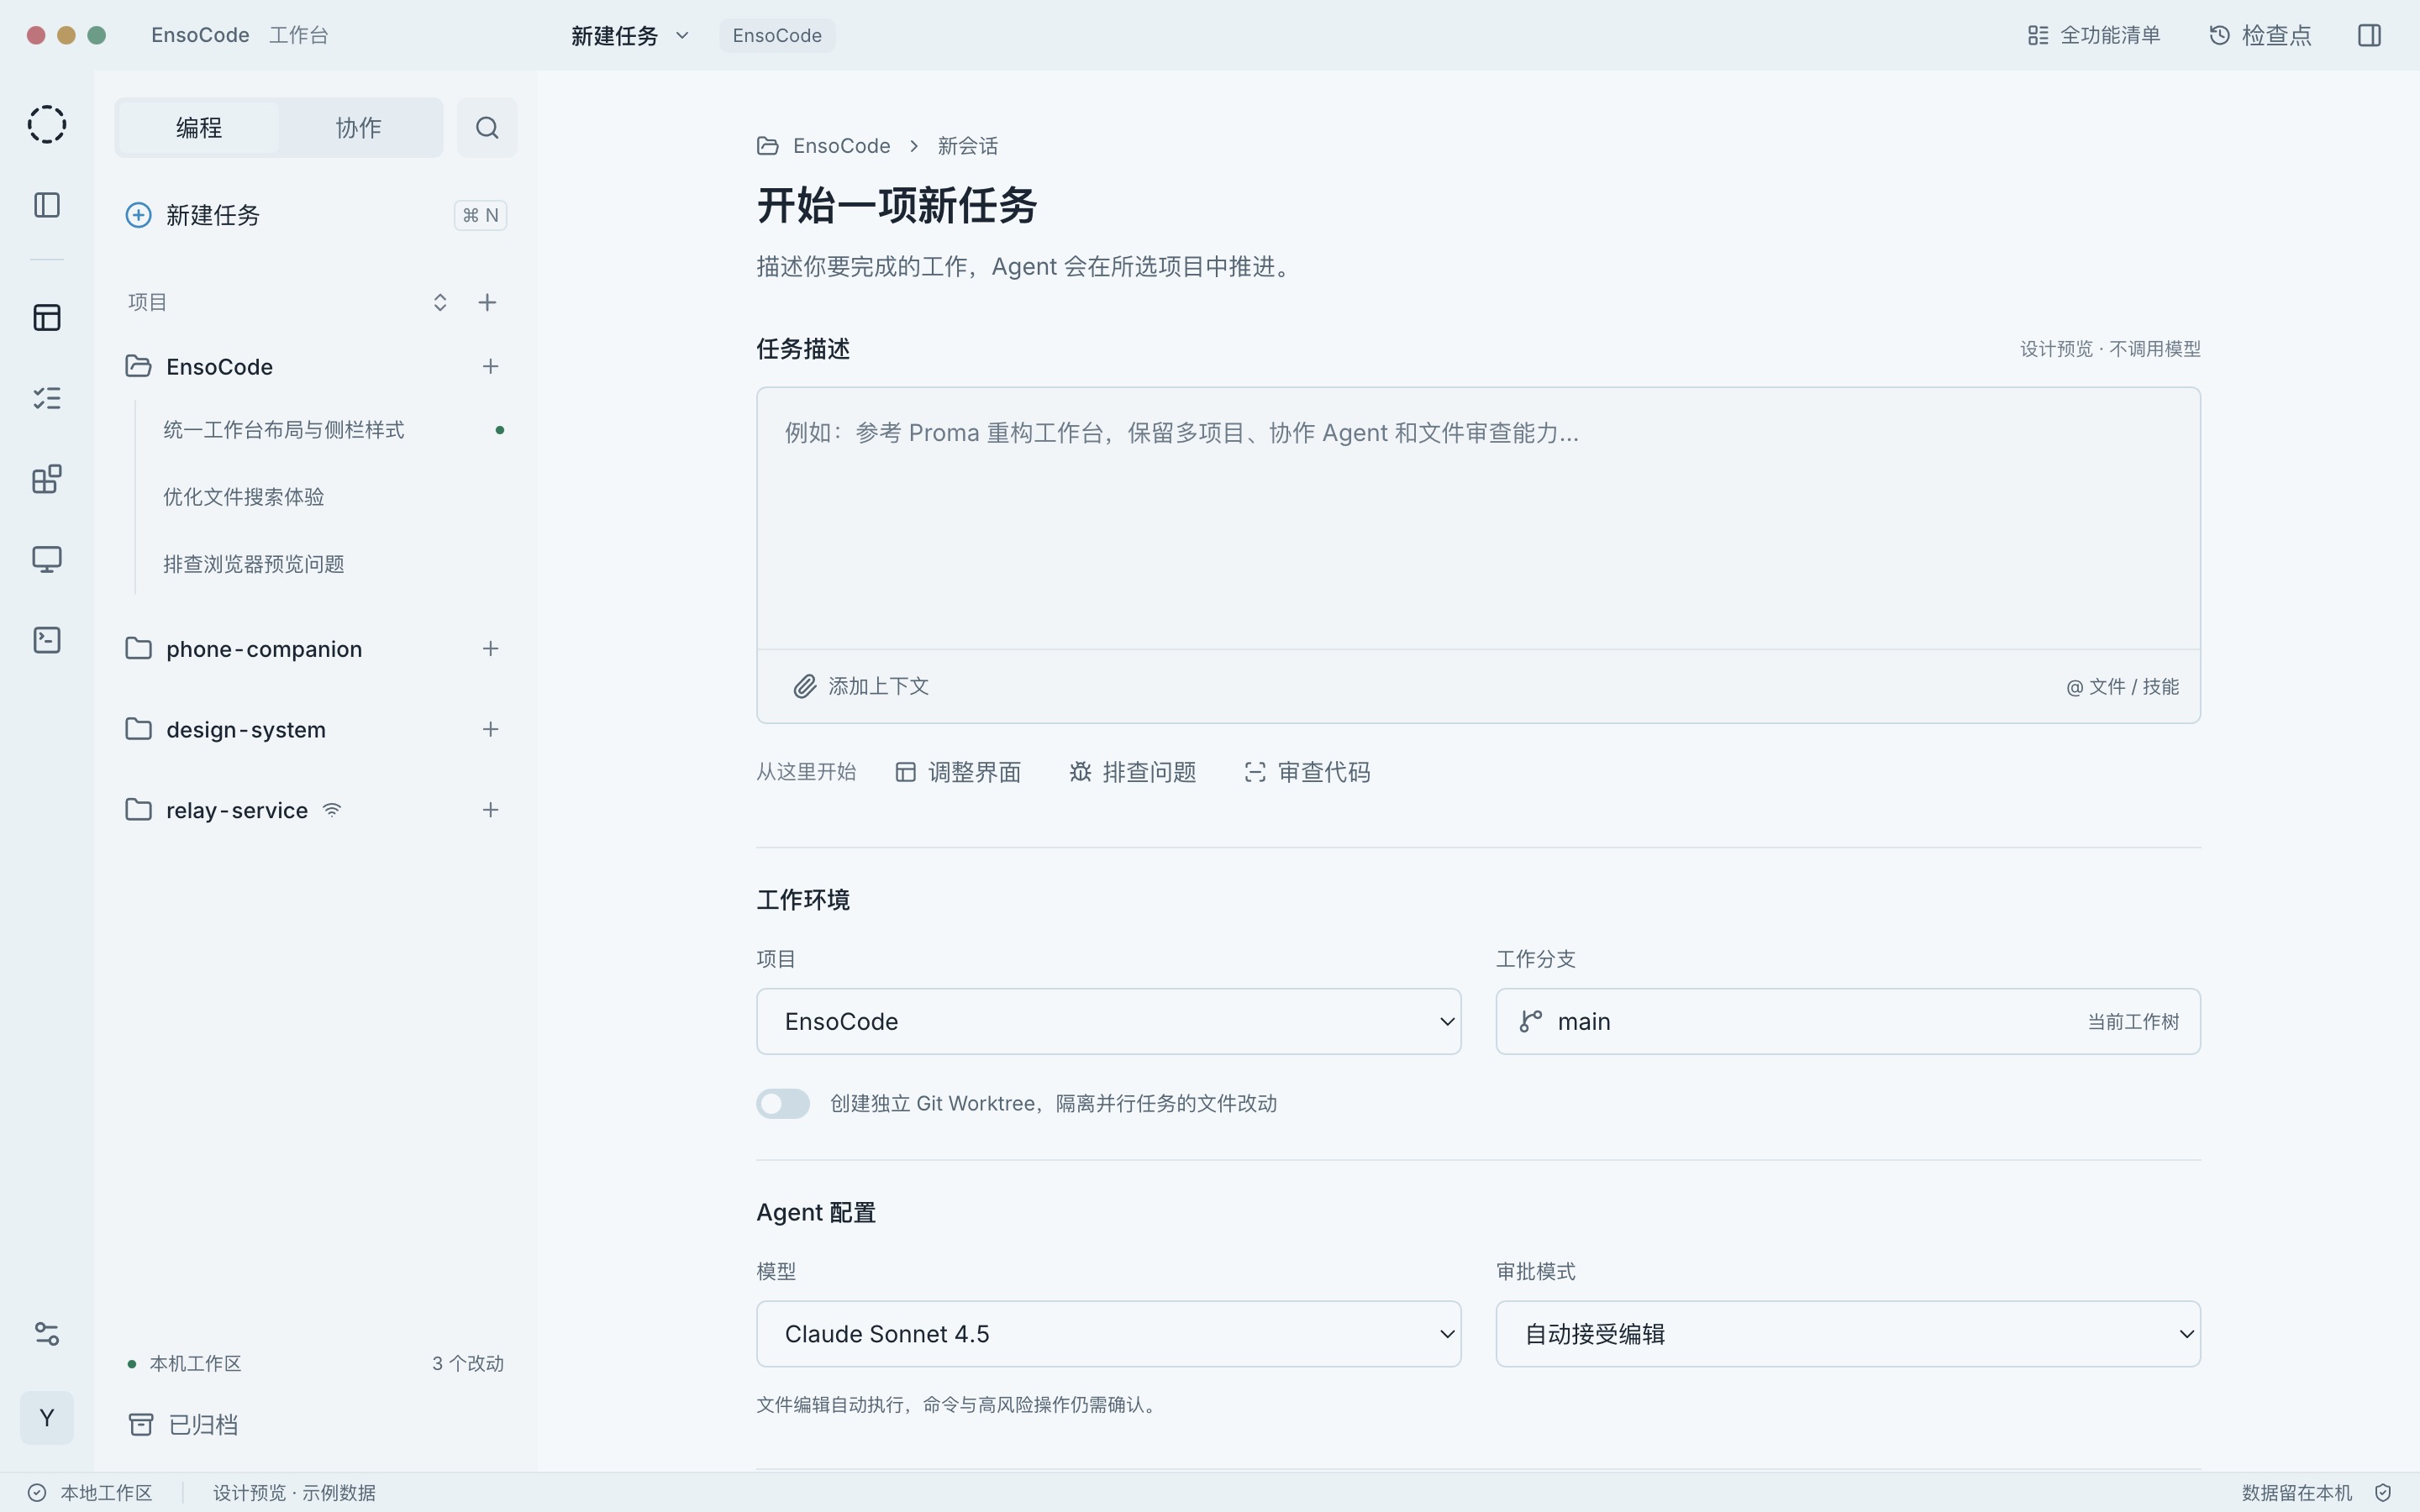 EnsoCode 工作台
新建任务
EnsoCode
全功能清单
检查点
编程
协作
新建任务
⌘ N
项目
EnsoCode
统一工作台布局与侧栏样式
优化文件搜索体验
排查浏览器预览问题
phone-companion
design-system
relay-service
本机工作区
3 个改动
Y
已归档
EnsoCode
新会话
开始一项新任务
描述你要完成的工作，Agent 会在所选项目中推进。
任务描述
设计预览 · 不调用模型
例如：参考 Proma 重构工作台，保留多项目、协作 Agent 和文件审查能力...
添加上下文
@ 文件 / 技能
从这里开始
调整界面
排查问题
审查代码
工作环境
项目
工作分支
EnsoCode
main
当前工作树
创建独立 Git Worktree，隔离并行任务的文件改动
Agent 配置
模型
审批模式
Claude Sonnet 4.5
自动接受编辑
文件编辑自动执行，命令与高风险操作仍需确认。
本地工作区
设计预览 · 示例数据
数据留在本机